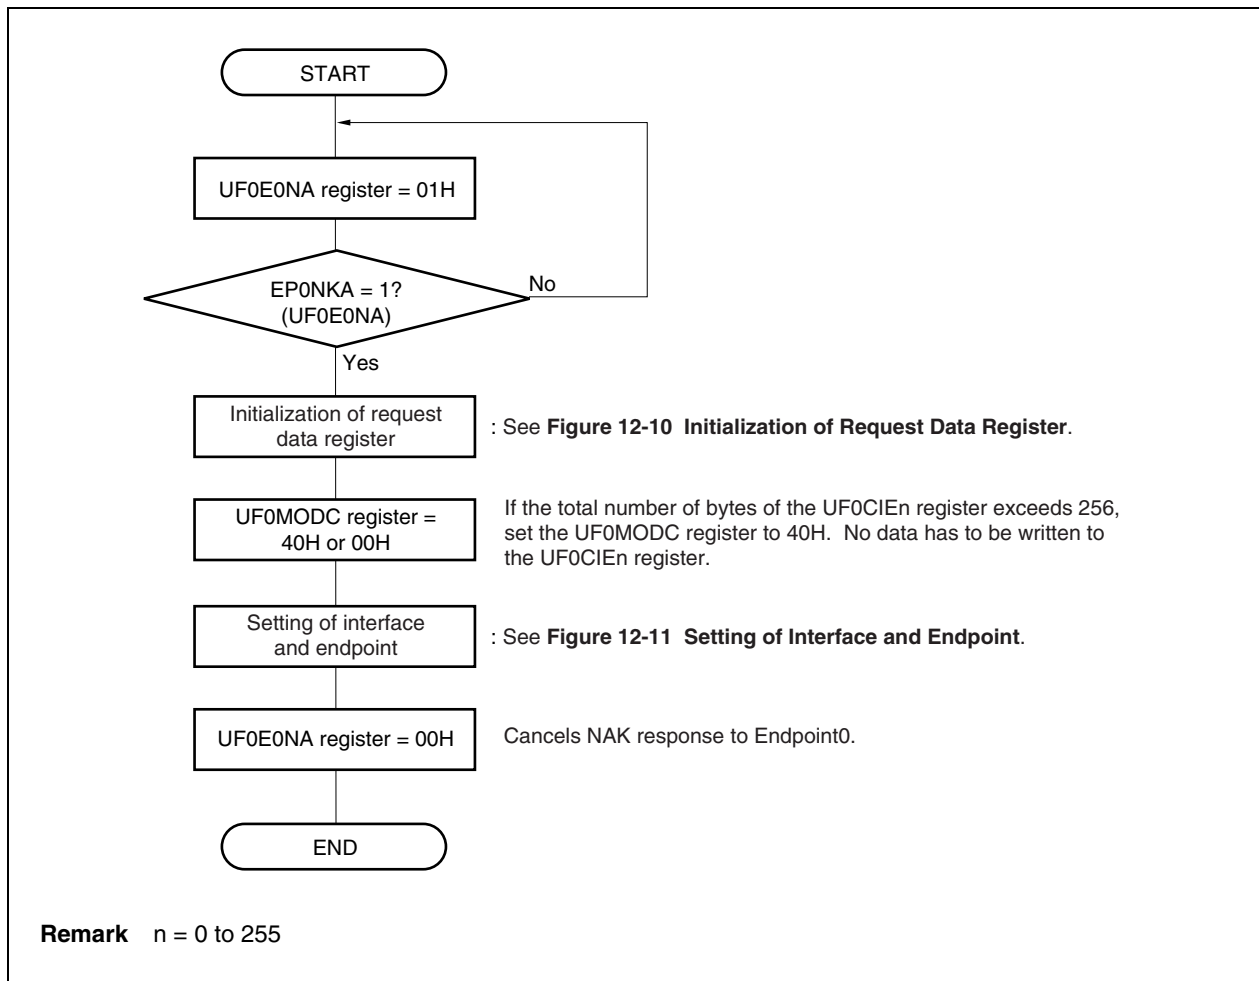 START
UF0E0NA register = 01H
EP0NKA = 1?
(UF0E0NA)
No
Yes
Initialization of request
data register
: See Figure 12-10  Initialization of Request Data Register.
UF0MODC register =
40H or 00H
If the total number of bytes of the UF0CIEn register exceeds 256,
set the UF0MODC register to 40H.  No data has to be written to
the UF0CIEn register.
Setting of interface
and endpoint
: See Figure 12-11  Setting of Interface and Endpoint.
UF0E0NA register = 00H
Cancels NAK response to Endpoint0.
END
Remark  n = 0 to 255